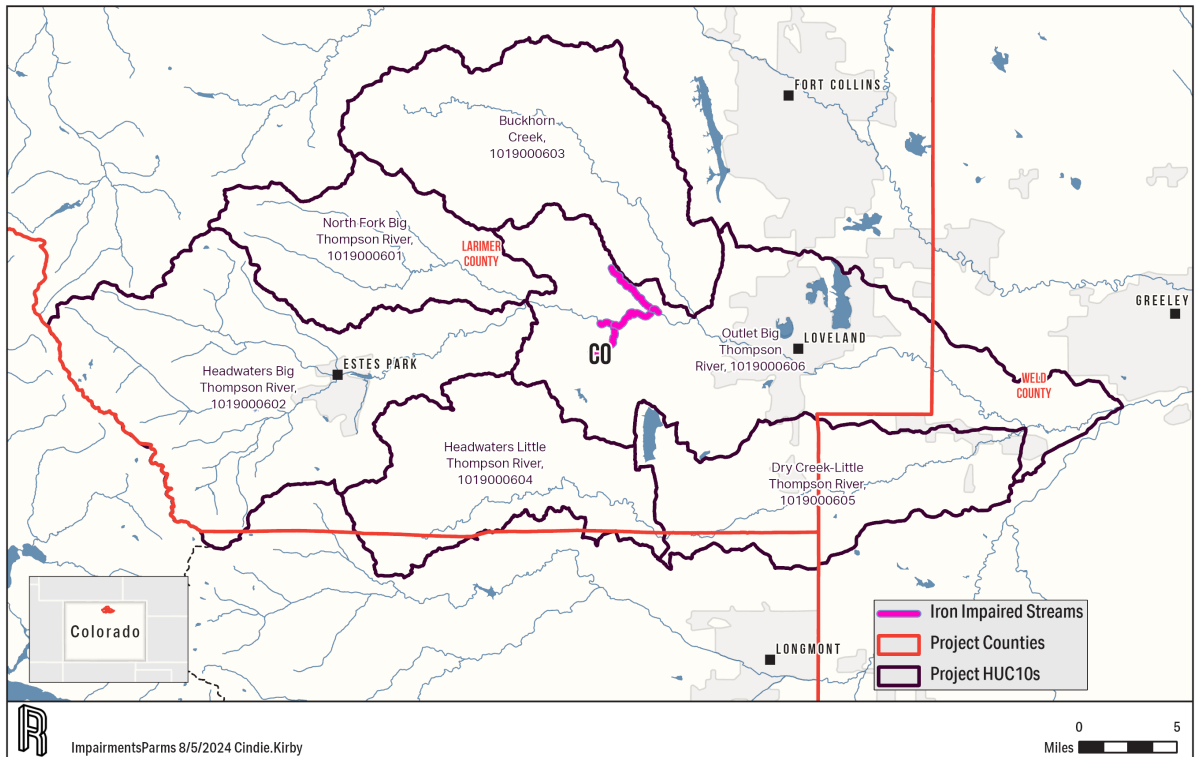 FORT COLLINS
Buckhorn
Creek,
1019000603
North Fork Big
Thompson River,
1019000601
LARIMER
COUNTY
GREELEY
Outlet Big
Thompson
River, 1019000606
LOVELAND
CO
ESTES PARK
Headwaters Big
Thompson River,
1019000602
WELD
COUNTY
Headwaters Little
Thompson River,
1019000604
Dry Creek-Little
Thompson River,
1019000605
Colorado
LONGMONT
Iron Impaired Streams
Project Counties
Project HUC10s
R
ImpairmentsParms 8/5/2024 Cindie.Kirby
0 5
Miles